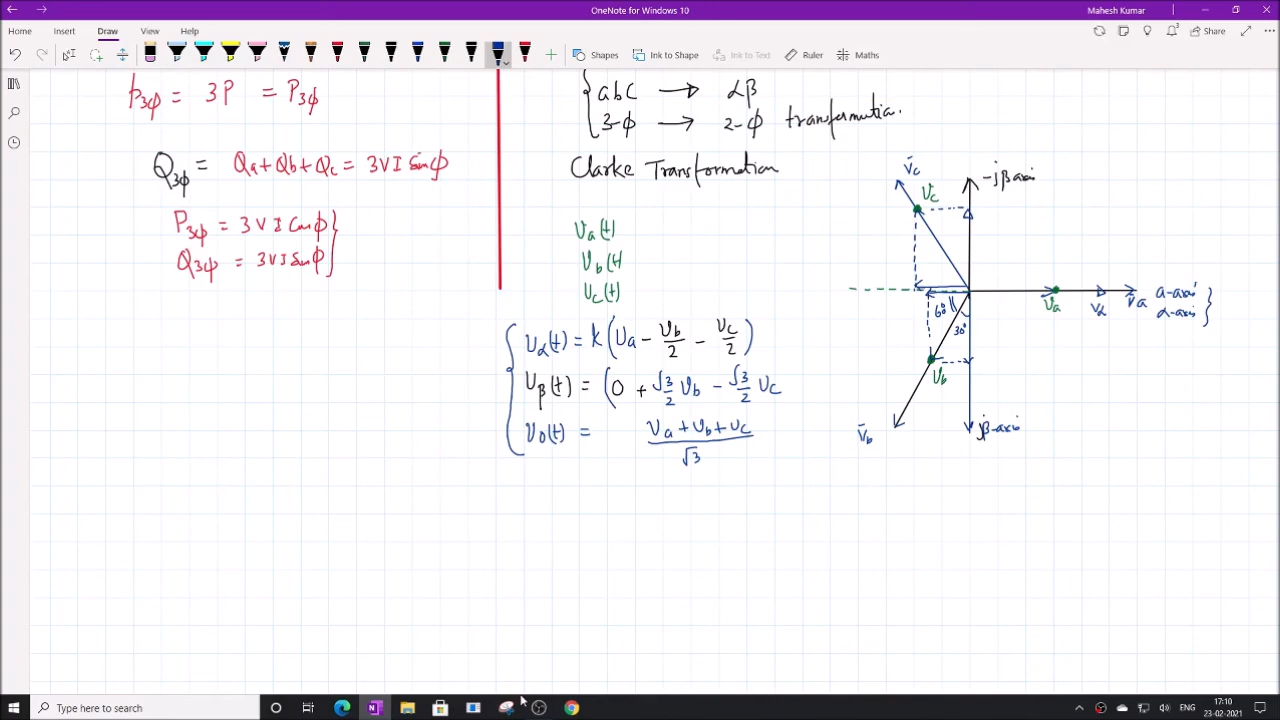 OneNote for Windows 10
Mahesh Kumar
Home Insert Draw View Help
Share
Shapes Ink to Shape Ink to Text Ruler Maths
p3φ = 3P = P3φ
Q3φ = Qa+Qb+Qc = 3VI Sinφ
P3φ = 3VI Cosφ
Q3φ = 3VI Sinφ
abc → αβ
3-φ → 2-φ transformation.
Clarke Transformation
va(t)
vb(t
vc(t)
vα(t) = k(va - vb/2 - vc/2)
vβ(t) = (0 + √3/2 vb - √3/2 vc
v0(t) = va+vb+vc/√3
v̄c
vc
-jβ axis
va
vα
v̄a
a-axis
α-axis
60°
30°
vb
v̄b
jβ-axis
Type here to search
ENG
17:10
23-02-2021